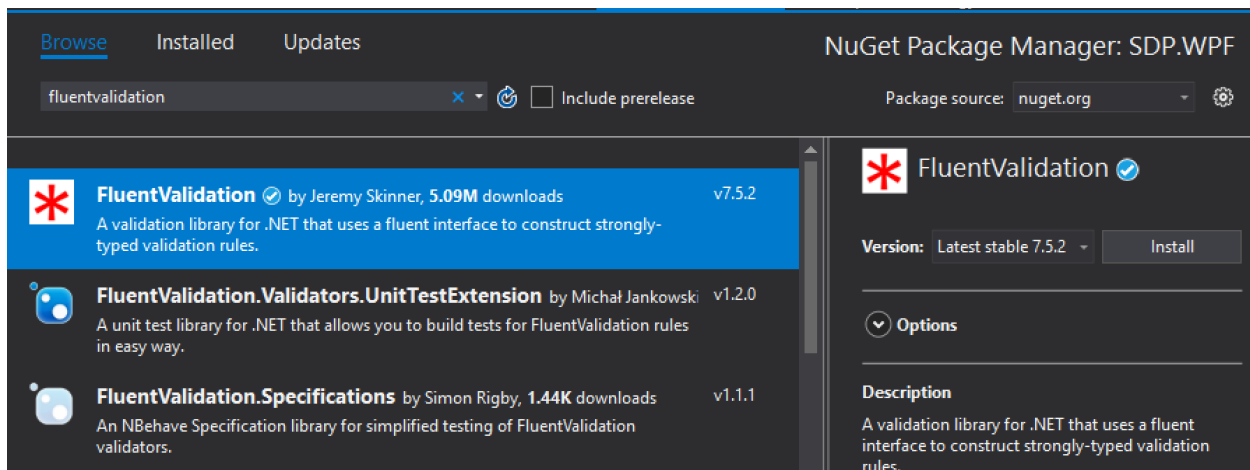 Browse Installed Updates
NuGet Package Manager: SDP.WPF
fluentvalidation
Include prerelease
Package source: nuget.org
FluentValidation by Jeremy Skinner, 5.09M downloads v7.5.2
A validation library for .NET that uses a fluent interface to construct strongly-
typed validation rules.
FluentValidation.Validators.UnitTestExtension by Michał Jankowski v1.2.0
A unit test library for .NET that allows you to build tests for FluentValidation rules
in easy way.
FluentValidation.Specifications by Simon Rigby, 1.44K downloads v1.1.1
An NBehave Specification library for simplified testing of FluentValidation
validators.
FluentValidation
Version: Latest stable 7.5.2 Install
Options
Description
A validation library for .NET that uses a fluent
interface to construct strongly-typed validation
rules.